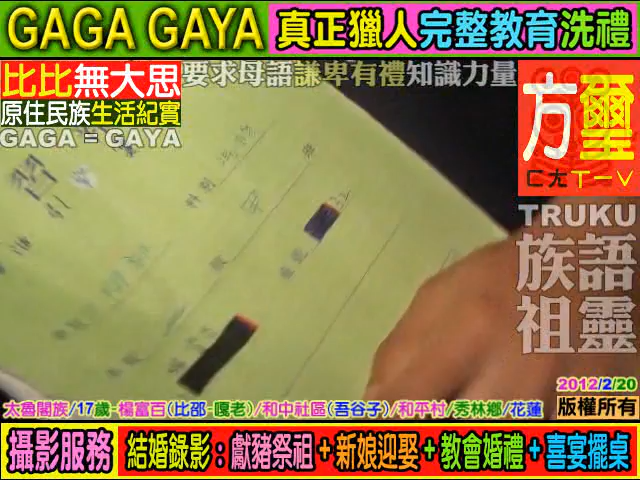 GAGA GAYA 真正獵人完整教育洗禮
比比無大思 要求母語謙卑有禮知識力量
原住民族生活紀實
GAGA = GAYA
方璽
ㄈㄤㄒㄧˇ
TRUKU
族語
祖靈
2012/2/20
太魯閣族/17歲-楊富百(比邵-嘎老)/和中社區(吾谷子)/和平村/秀林鄉/花蓮 版權所有
攝影服務 結婚錄影：獻豬祭祖+新娘迎娶+教會婚禮+喜宴擺桌